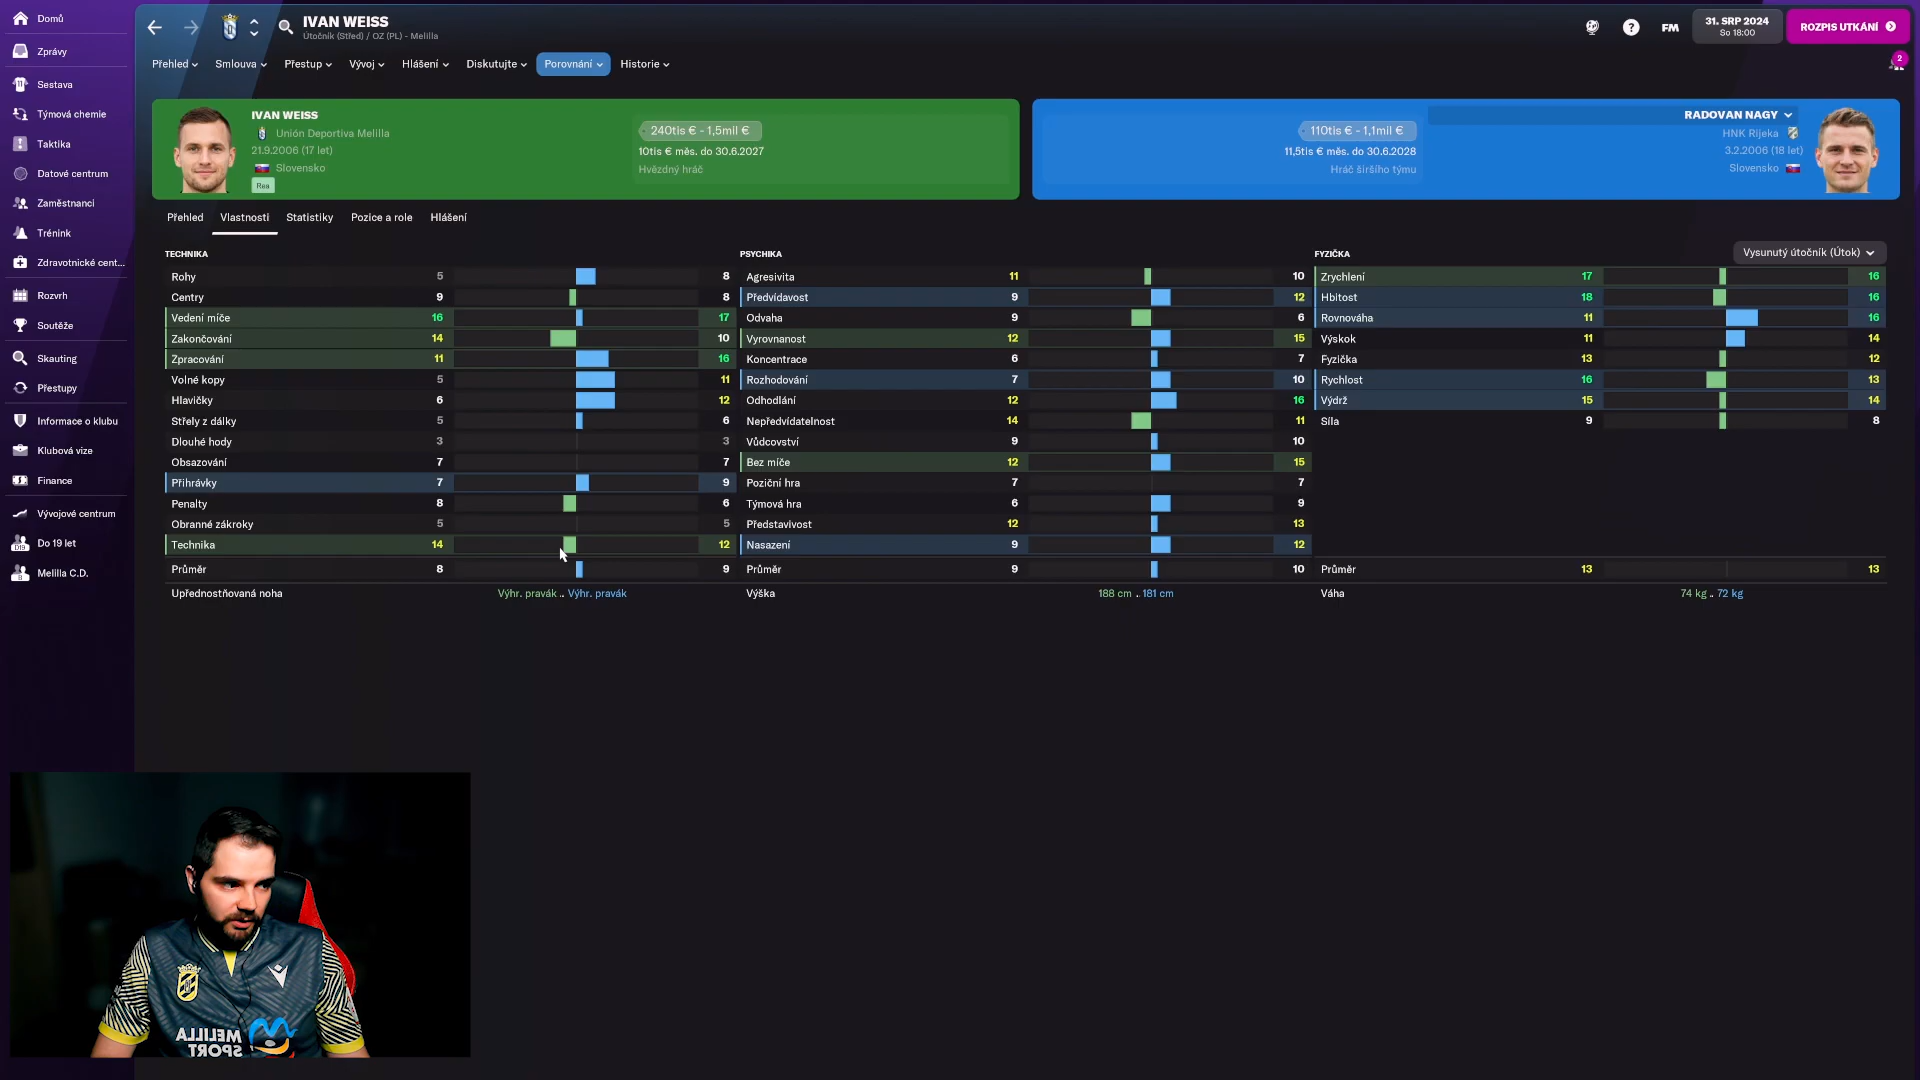 Domů
Zprávy
Sestava
Týmová chemie
Taktika
Datové centrum
Zaměstnanci
Trénink
Zdravotnické cent...
Rozvrh
Soutěže
Skauting
Přestupy
Informace o klubu
Klubová vize
Finance
Vývojové centrum
Do 19 let
Melilla C.D.
IVAN WEISS
Útočník (Střed) / OZ (PL) - Melilla
FM
31. SRP 2024
So 18:00
ROZPIS UTKÁNÍ
2
Přehled Smlouva Přestup Vývoj Hlášení Diskutujte Porovnání Historie
IVAN WEISS
Unión Deportiva Melilla
21.9.2006 (17 let)
Slovensko
Rea
240tis € - 1,5mil €
10tis € měs. do 30.6.2027
Hvězdný hráč
110tis € - 1,1mil €
11,5tis € měs. do 30.6.2028
Hráč širšího týmu
RADOVAN NAGY
HNK Rijeka
3.2.2006 (18 let)
Slovensko
Přehled Vlastnosti Statistiky Pozice a role Hlášení
Vysunutý útočník (Útok)
TECHNIKA
Rohy 5 8
Centry 9 8
Vedení míče 16 17
Zakončování 14 10
Zpracování 11 16
Volné kopy 5 11
Hlavičky 6 12
Střely z dálky 5 6
Dlouhé hody 3 3
Obsazování 7 7
Přihrávky 7 9
Penalty 8 6
Obranné zákroky 5 5
Technika 14 12
Průměr 8 9
Upřednostňovaná noha Výhr. pravák .. Výhr. pravák
PSYCHIKA
Agresivita 11 10
Předvídavost 9 12
Odvaha 9 6
Vyrovnanost 12 15
Koncentrace 6 7
Rozhodování 7 10
Odhodlání 12 16
Nepředvídatelnost 14 11
Vůdcovství 9 10
Bez míče 12 15
Poziční hra 7 7
Týmová hra 6 9
Představivost 12 13
Nasazení 9 12
Průměr 9 10
Výška 188 cm .. 181 cm
FYZIČKA
Zrychlení 17 16
Hbitost 18 16
Rovnováha 11 16
Výskok 11 14
Fyzička 13 12
Rychlost 16 13
Výdrž 15 14
Síla 9 8
Průměr 13 13
Váha 74 kg .. 72 kg
MELILLA
SPORT